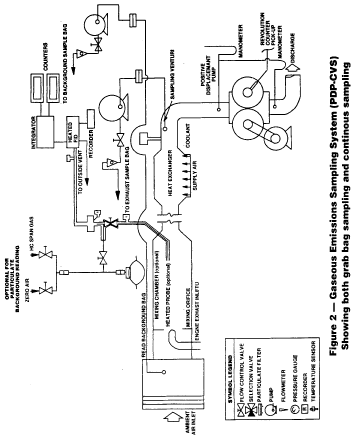 COUNTERS
INTEGRATOR
HEATED
FID
RECORDER
TO BACKGROUND SAMPLE BAG
TO OUTSIDE VENT
TO EXHAUST SAMPLE BAG
SAMPLING VENTURI
OPTIONAL FOR
PARTICULATE
BACKGROUND READING
ZERO AIR
HC SPAN GAS
READ BACKGROUND BAG
MIXING CHAMBER (optional)
HEATED PROBE (optional)
MIXING ORIFICE
ENGINE EXHAUST INLET
HEAT EXCHANGER
SUPPLY AIR
COOLANT
POSITIVE
DISPLACEMENT
PUMP
MANOMETER
REVOLUTION
COUNTER
PICK-UP
MANOMETER
DISCHARGE
AMBIENT
AIR INLET
SYMBOL LEGEND
FLOW CONTROL VALVE
SELECTION VALVE
PARTICULATE FILTER
PUMP
FLOWMETER
PRESSURE GAUGE
R RECORDER
TEMPERATURE SENSOR
Figure 2 — Gaseous Emissions Sampling System (PDP-CVS)
Showing both grab bag sampling and continous sampling